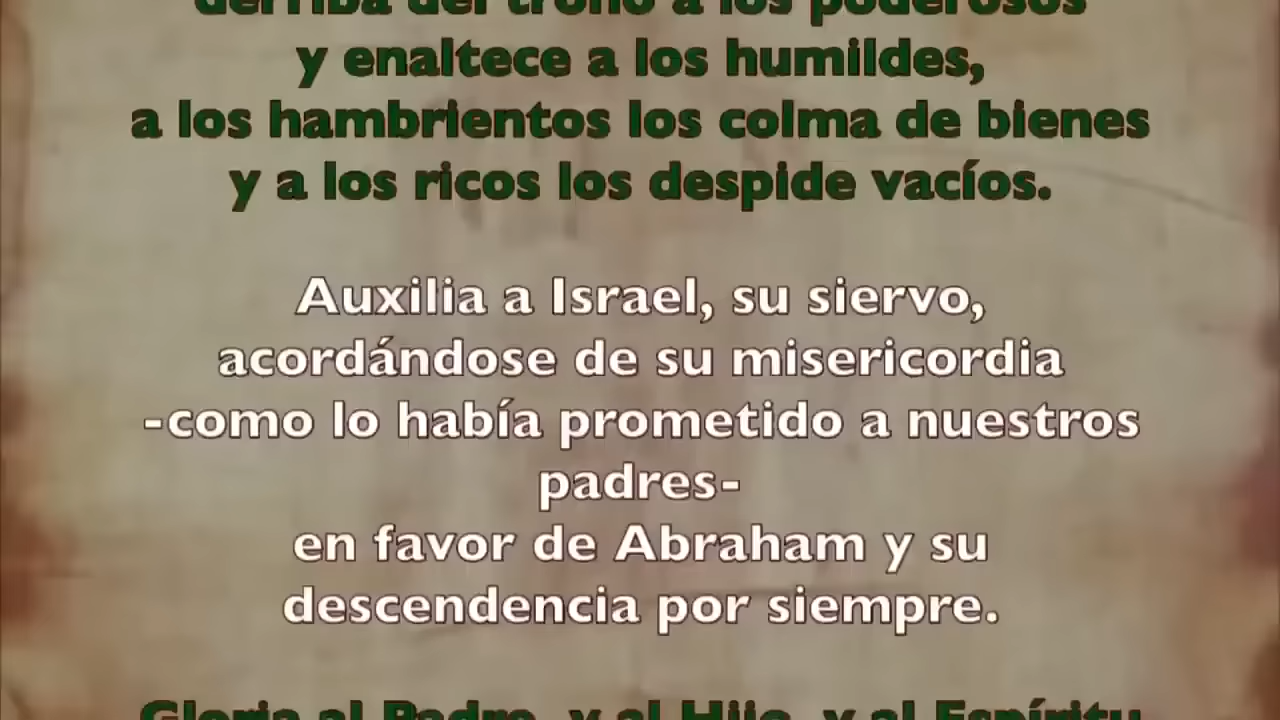 derriba del trono a los poderosos
y enaltece a los humildes,
a los hambrientos los colma de bienes
y a los ricos los despide vacíos.
Auxilia a Israel, su siervo,
acordándose de su misericordia
-como lo había prometido a nuestros
padres-
en favor de Abraham y su
descendencia por siempre.
Gloria al Padre, y al Hijo, y al Espíritu